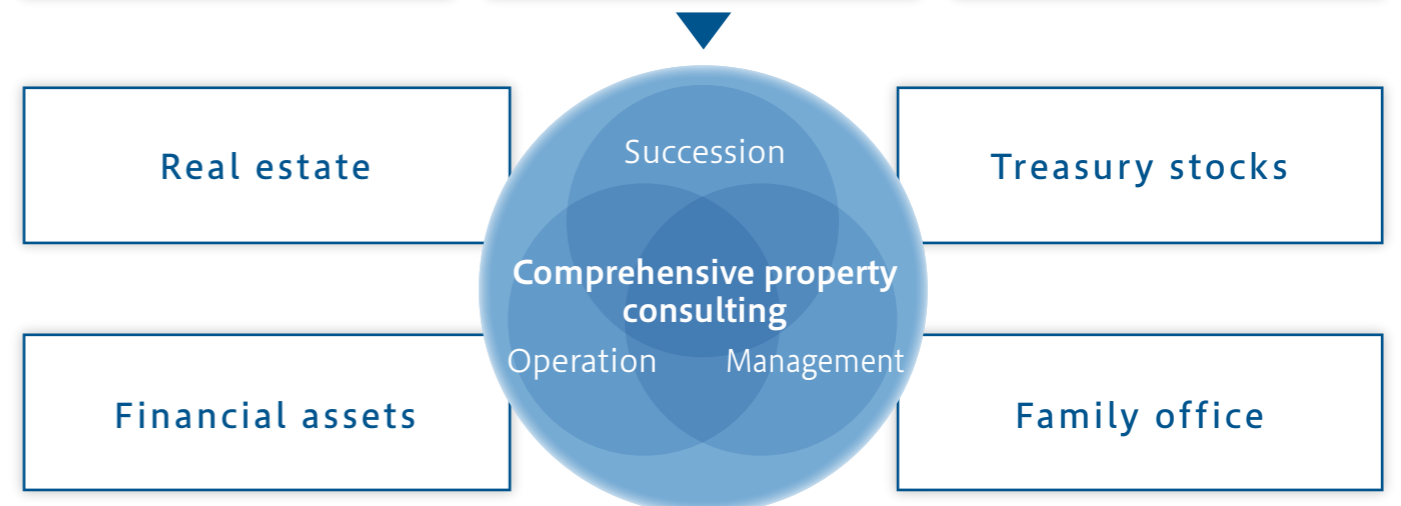 Succession
Real estate
Treasury stocks
Comprehensive property
consulting
Operation
Management
Financial assets
Family office